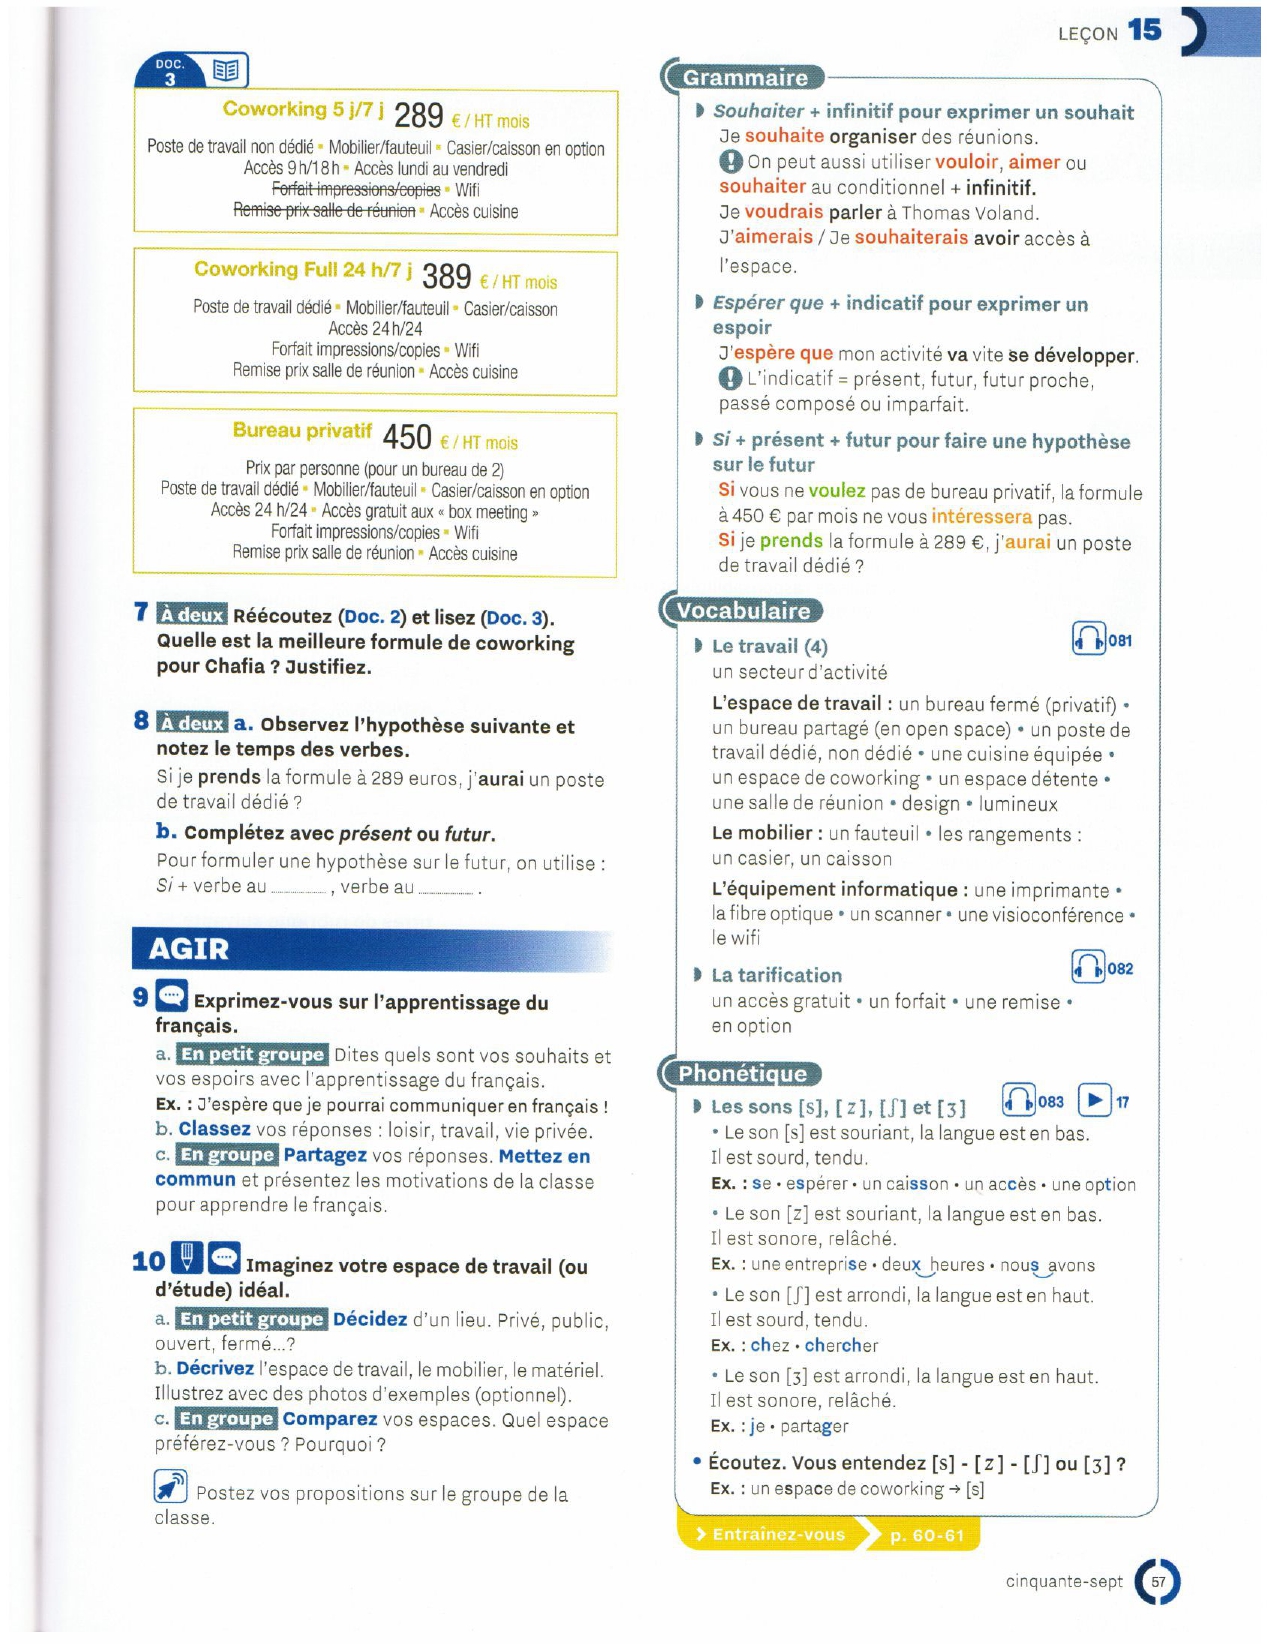 LEÇON 15
DOC.
3
Coworking 5 j/7 j 289 € / HT mois
Poste de travail non dédié ▪ Mobilier/fauteuil ▪ Casier/caisson en option
Accès 9 h/18 h ▪ Accès lundi au vendredi
Forfait impressions/copies ▪ Wifi
Remise prix salle de réunion ▪ Accès cuisine
Coworking Full 24 h/7 j 389 € / HT mois
Poste de travail dédié ▪ Mobilier/fauteuil ▪ Casier/caisson
Accès 24 h/24
Forfait impressions/copies ▪ Wifi
Remise prix salle de réunion ▪ Accès cuisine
Bureau privatif 450 € / HT mois
Prix par personne (pour un bureau de 2)
Poste de travail dédié ▪ Mobilier/fauteuil ▪ Casier/caisson en option
Accès 24 h/24 ▪ Accès gratuit aux « box meeting »
Forfait impressions/copies ▪ Wifi
Remise prix salle de réunion ▪ Accès cuisine
7 À deux Réécoutez (Doc. 2) et lisez (Doc. 3).
Quelle est la meilleure formule de coworking
pour Chafia ? Justifiez.
8 À deux a. Observez l'hypothèse suivante et
notez le temps des verbes.
Si je prends la formule à 289 euros, j'aurai un poste
de travail dédié ?
b. Complétez avec présent ou futur.
Pour formuler une hypothèse sur le futur, on utilise :
Si + verbe au ............ , verbe au ............ .
AGIR
9 Exprimez-vous sur l'apprentissage du
français.
a. En petit groupe Dites quels sont vos souhaits et
vos espoirs avec l'apprentissage du français.
Ex. : J'espère que je pourrai communiquer en français !
b. Classez vos réponses : loisir, travail, vie privée.
c. En groupe Partagez vos réponses. Mettez en
commun et présentez les motivations de la classe
pour apprendre le français.
10 Imaginez votre espace de travail (ou
d'étude) idéal.
a. En petit groupe Décidez d'un lieu. Privé, public,
ouvert, fermé...?
b. Décrivez l'espace de travail, le mobilier, le matériel.
Illustrez avec des photos d'exemples (optionnel).
c. En groupe Comparez vos espaces. Quel espace
préférez-vous ? Pourquoi ?
Postez vos propositions sur le groupe de la
classe.
Grammaire
Souhaiter + infinitif pour exprimer un souhait
Je souhaite organiser des réunions.
! On peut aussi utiliser vouloir, aimer ou
souhaiter au conditionnel + infinitif.
Je voudrais parler à Thomas Voland.
J'aimerais / Je souhaiterais avoir accès à
l'espace.
Espérer que + indicatif pour exprimer un
espoir
J'espère que mon activité va vite se développer.
! L'indicatif = présent, futur, futur proche,
passé composé ou imparfait.
Si + présent + futur pour faire une hypothèse
sur le futur
Si vous ne voulez pas de bureau privatif, la formule
à 450 € par mois ne vous intéressera pas.
Si je prends la formule à 289 €, j'aurai un poste
de travail dédié ?
Vocabulaire
Le travail (4) 081
un secteur d'activité
L'espace de travail : un bureau fermé (privatif) •
un bureau partagé (en open space) • un poste de
travail dédié, non dédié • une cuisine équipée •
un espace de coworking • un espace détente •
une salle de réunion • design • lumineux
Le mobilier : un fauteuil • les rangements :
un casier, un caisson
L'équipement informatique : une imprimante •
la fibre optique • un scanner • une visioconférence •
le wifi
La tarification 082
un accès gratuit • un forfait • une remise •
en option
Phonétique
Les sons [s], [z], [ʃ] et [ʒ] 083 17
• Le son [s] est souriant, la langue est en bas.
Il est sourd, tendu.
Ex. : se • espérer • un caisson • un accès • une option
• Le son [z] est souriant, la langue est en bas.
Il est sonore, relâché.
Ex. : une entreprise • deux‿heures • nous‿avons
• Le son [ʃ] est arrondi, la langue est en haut.
Il est sourd, tendu.
Ex. : chez • chercher
• Le son [ʒ] est arrondi, la langue est en haut.
Il est sonore, relâché.
Ex. : je • partager
• Écoutez. Vous entendez [s] - [z] - [ʃ] ou [ʒ] ?
Ex. : un espace de coworking → [s]
> Entrainez-vous > p. 60-61
cinquante-sept 57